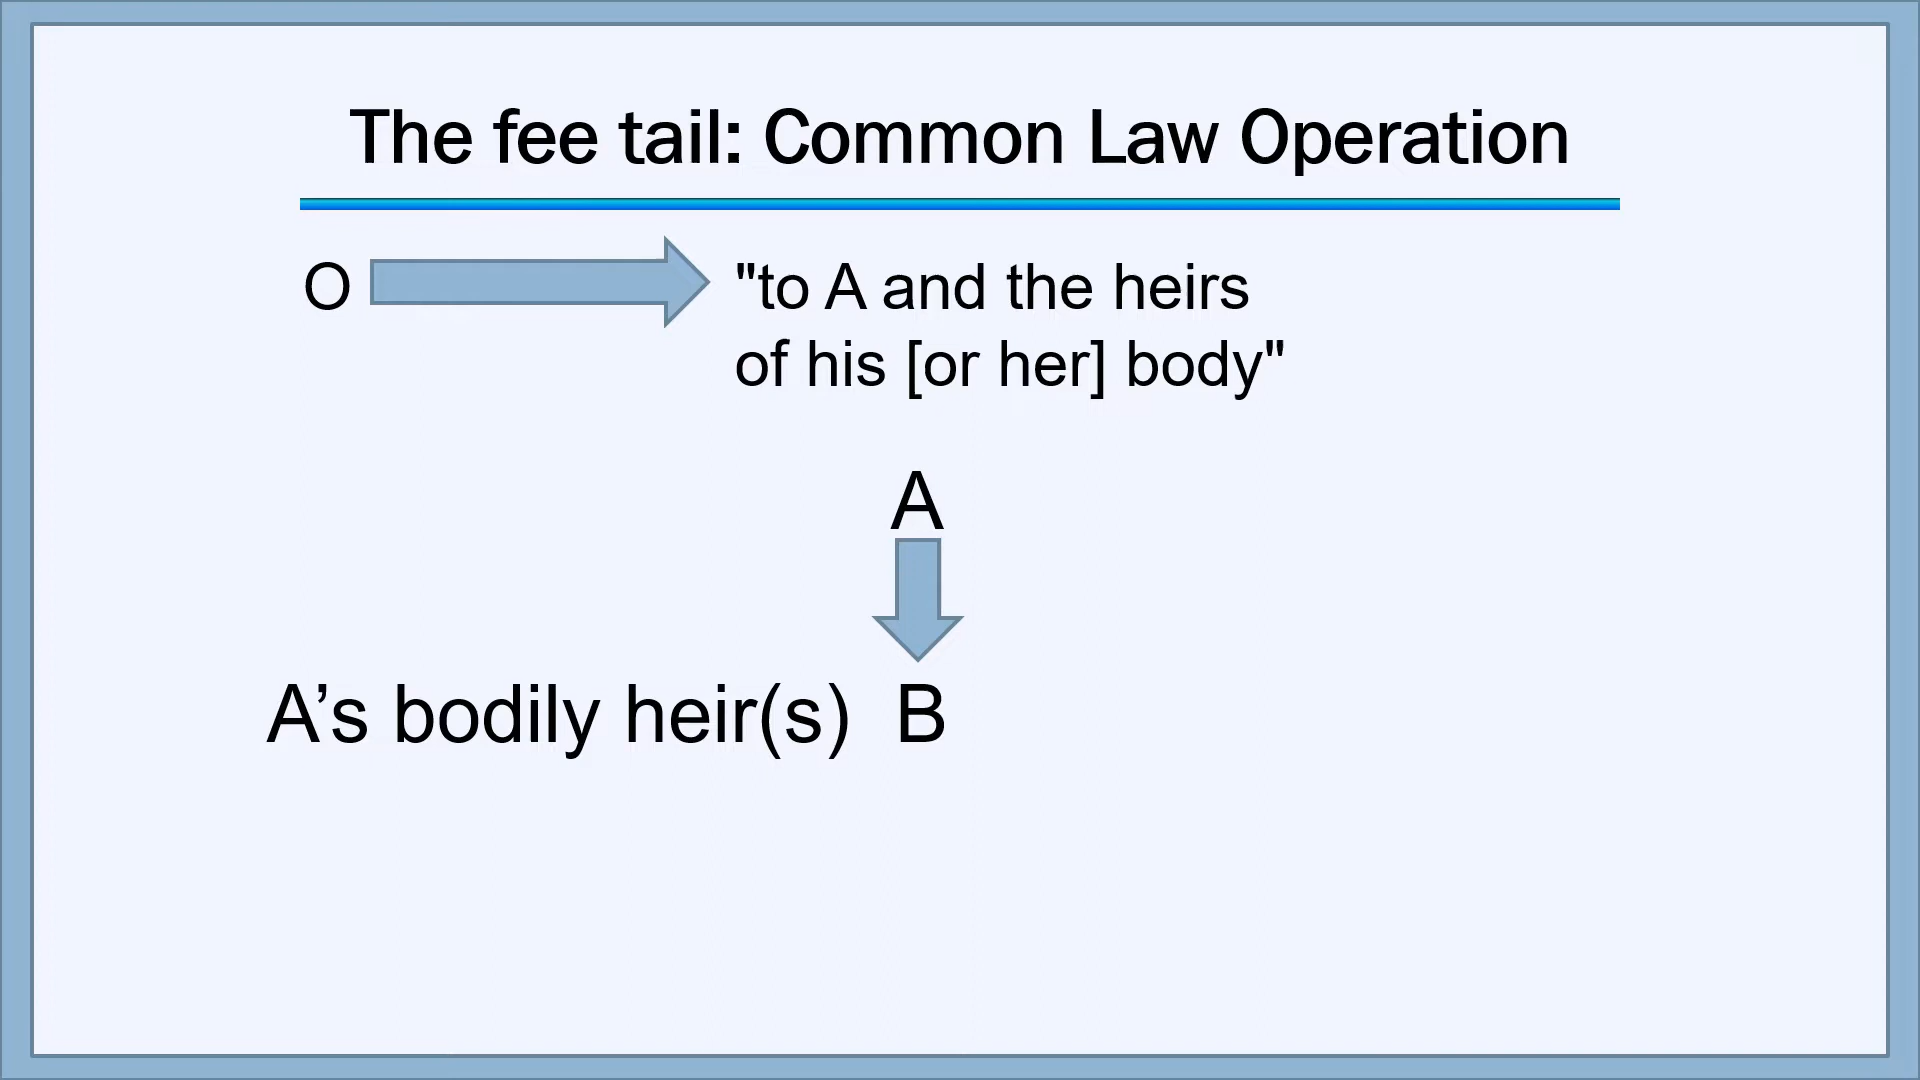 The fee tail: Common Law Operation
O "to A and the heirs
of his [or her] body"
A
A’s bodily heir(s) B